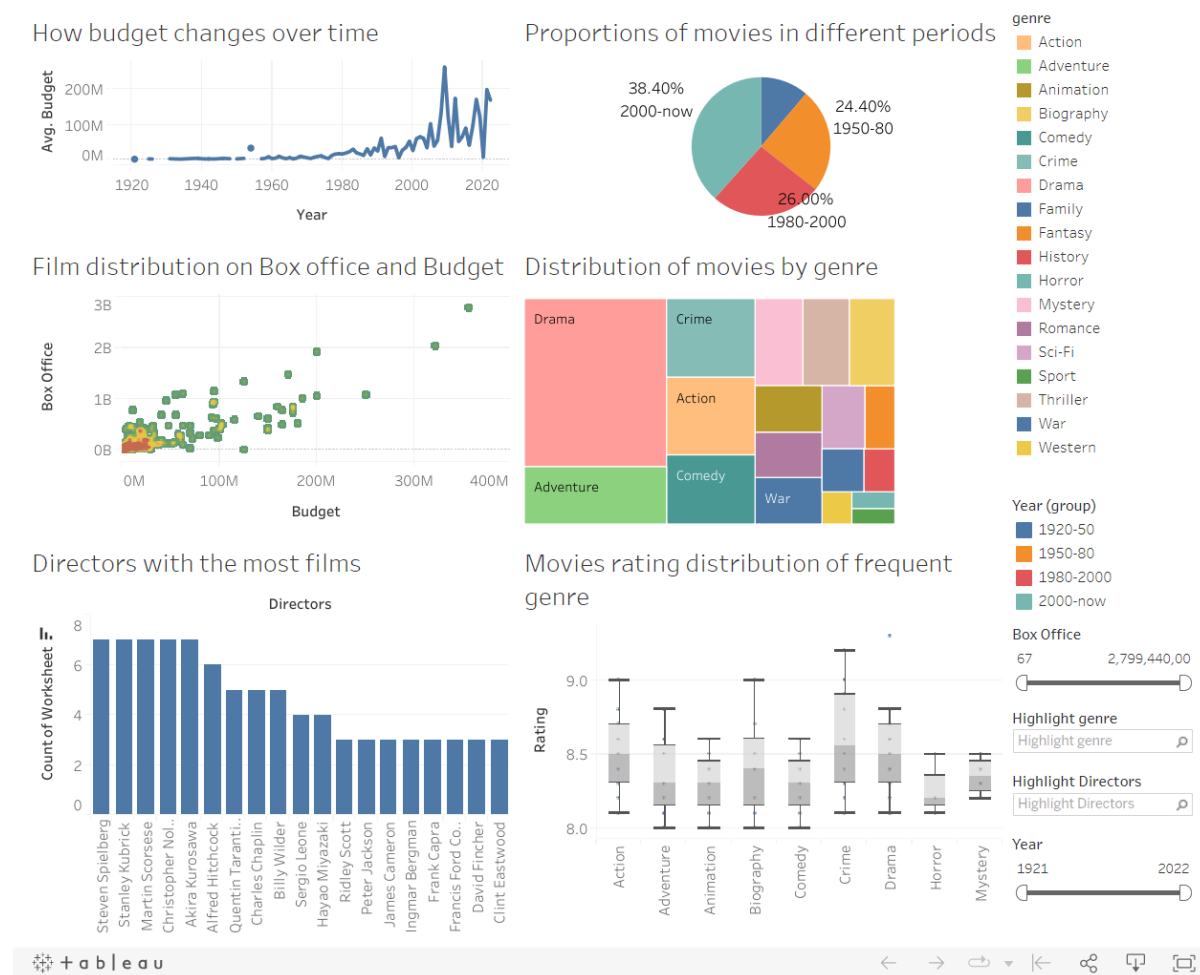 How budget changes over time
Avg. Budget
200M
100M
0M
1920
1940
1960
1980
2000
2020
Year
Proportions of movies in different periods
38.40%
2000-now
24.40%
1950-80
26.00%
1980-2000
genre
Action
Adventure
Animation
Biography
Comedy
Crime
Drama
Family
Fantasy
History
Horror
Mystery
Romance
Sci-Fi
Sport
Thriller
War
Western
Film distribution on Box office and Budget
Box Office
3B
2B
1B
0B
0M
100M
200M
300M
400M
Budget
Distribution of movies by genre
Drama
Adventure
Crime
Action
Comedy
War
Year (group)
1920-50
1950-80
1980-2000
2000-now
Directors with the most films
Directors
Count of Worksheet
8
6
4
2
0
Steven Spielberg
Stanley Kubrick
Martin Scorsese
Christopher Nol..
Akira Kurosawa
Alfred Hitchcock
Quentin Taranti..
Charles Chaplin
Billy Wilder
Sergio Leone
Hayao Miyazaki
Ridley Scott
Peter Jackson
James Cameron
Ingmar Bergman
Frank Capra
Francis Ford Co..
David Fincher
Clint Eastwood
Movies rating distribution of frequent
genre
Rating
9.0
8.5
8.0
Action
Adventure
Animation
Biography
Comedy
Crime
Drama
Horror
Mystery
Box Office
67
2,799,440,00
Highlight genre
Highlight genre
Highlight Directors
Highlight Directors
Year
1921
2022
+ableau